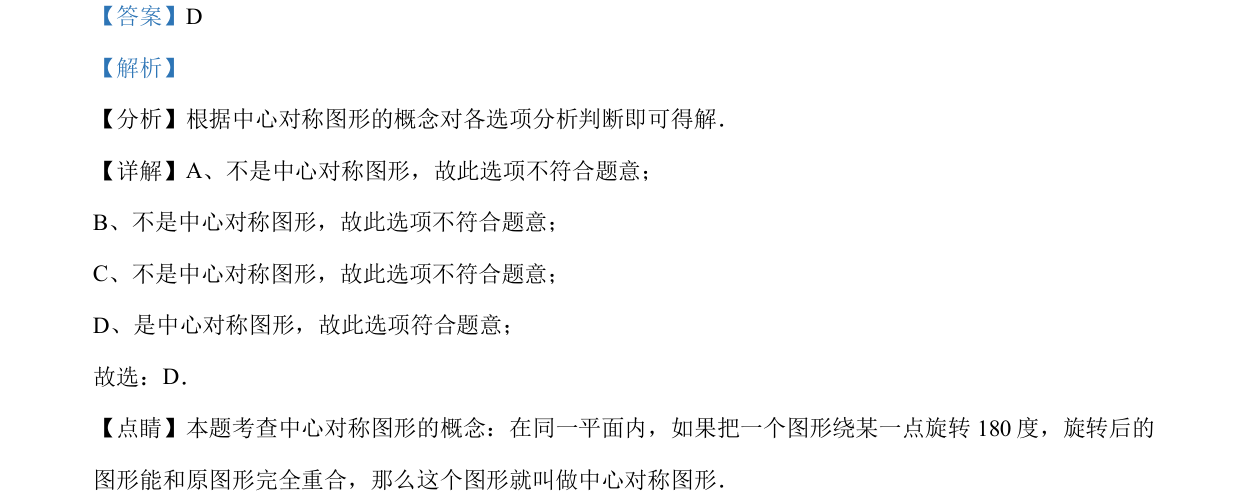 【答案】D
【解析】
【分析】根据中心对称图形的概念对各选项分析判断即可得解．
【详解】A、不是中心对称图形，故此选项不符合题意；
B、不是中心对称图形，故此选项不符合题意；
C、不是中心对称图形，故此选项不符合题意；
D、是中心对称图形，故此选项符合题意；
故选：D．
【点睛】本题考查中心对称图形的概念：在同一平面内，如果把一个图形绕某一点旋转 180 度，旋转后的
图形能和原图形完全重合，那么这个图形就叫做中心对称图形．